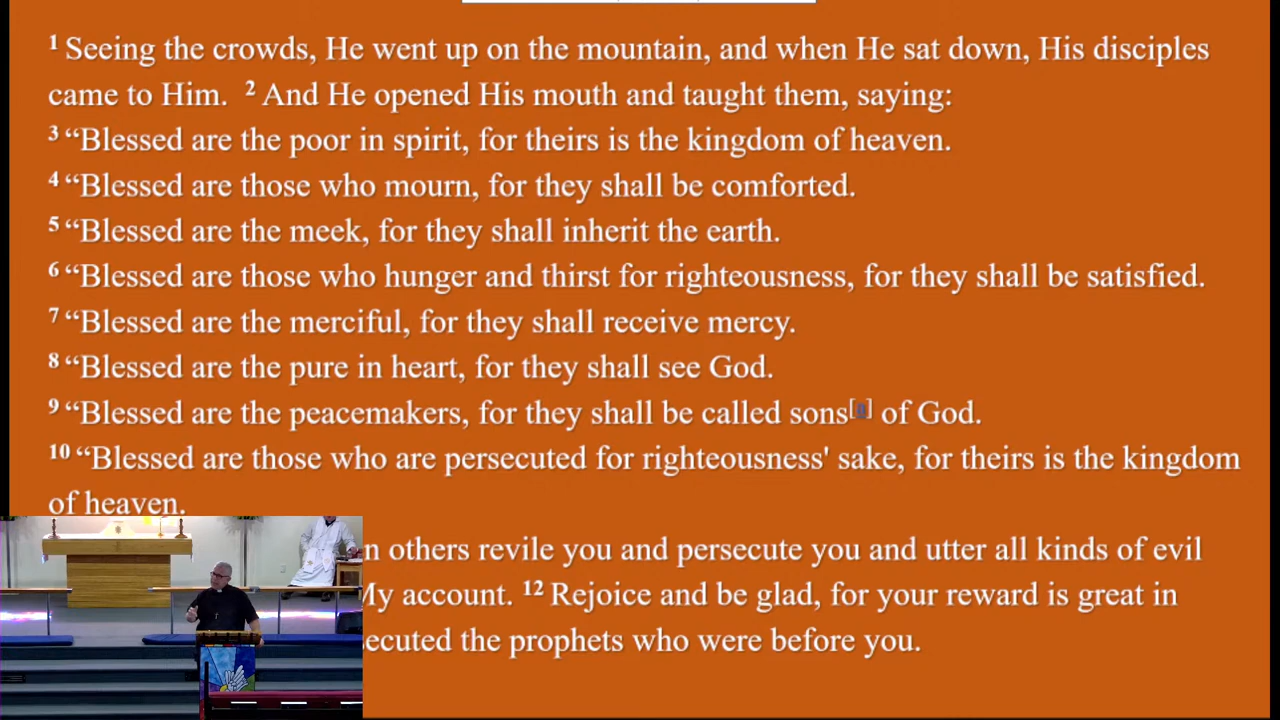 1 Seeing the crowds, He went up on the mountain, and when He sat down, His disciples
came to Him. 2 And He opened His mouth and taught them, saying:
3 “Blessed are the poor in spirit, for theirs is the kingdom of heaven.
4 “Blessed are those who mourn, for they shall be comforted.
5 “Blessed are the meek, for they shall inherit the earth.
6 “Blessed are those who hunger and thirst for righteousness, for they shall be satisfied.
7 “Blessed are the merciful, for they shall receive mercy.
8 “Blessed are the pure in heart, for they shall see God.
9 “Blessed are the peacemakers, for they shall be called sons[a] of God.
10 “Blessed are those who are persecuted for righteousness' sake, for theirs is the kingdom
of heaven.
n others revile you and persecute you and utter all kinds of evil
My account. 12 Rejoice and be glad, for your reward is great in
ecuted the prophets who were before you.